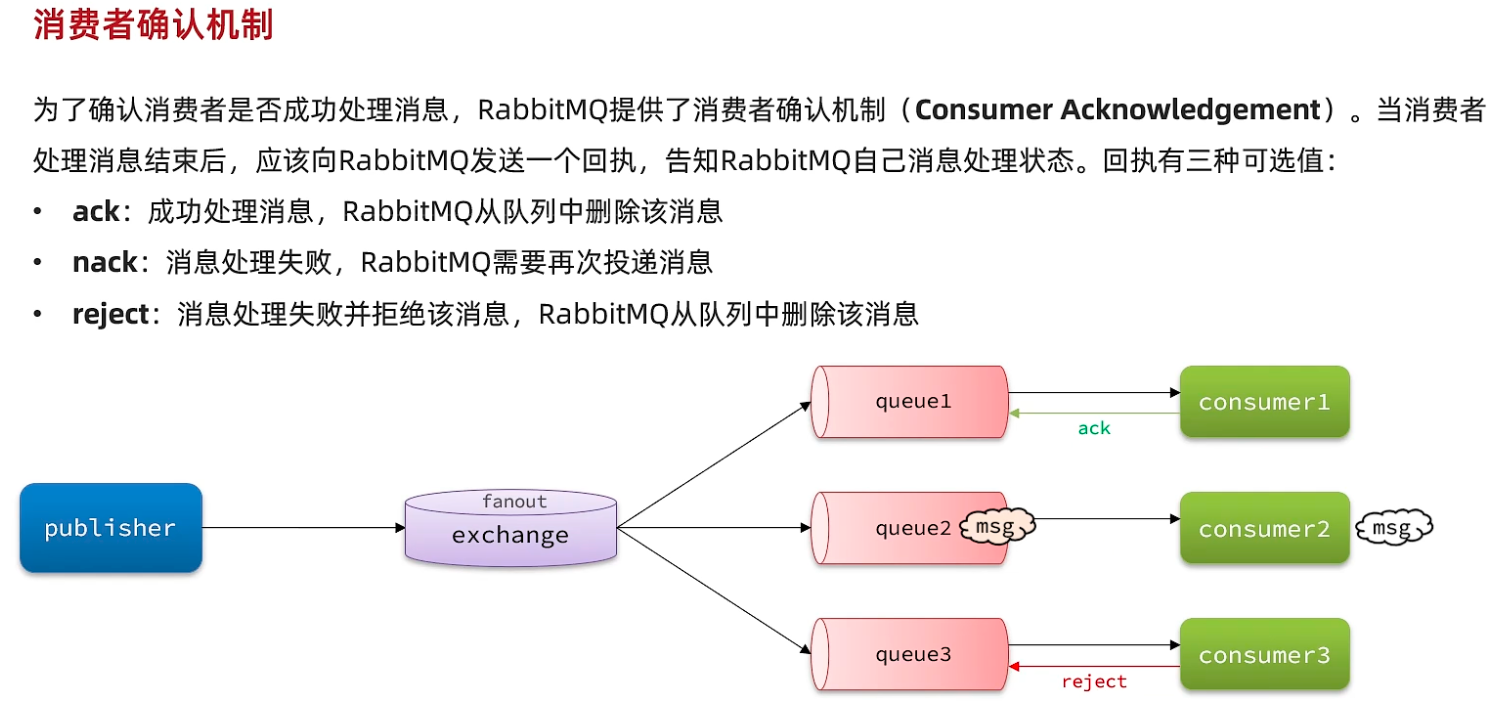 消费者确认机制
为了确认消费者是否成功处理消息，RabbitMQ提供了消费者确认机制（Consumer Acknowledgement）。当消费者
处理消息结束后，应该向RabbitMQ发送一个回执，告知RabbitMQ自己消息处理状态。回执有三种可选值：
• ack：成功处理消息，RabbitMQ从队列中删除该消息
• nack：消息处理失败，RabbitMQ需要再次投递消息
• reject：消息处理失败并拒绝该消息，RabbitMQ从队列中删除该消息
queue1
consumer1
ack
publisher
fanout
exchange
queue2
msg
consumer2
msg
queue3
consumer3
reject